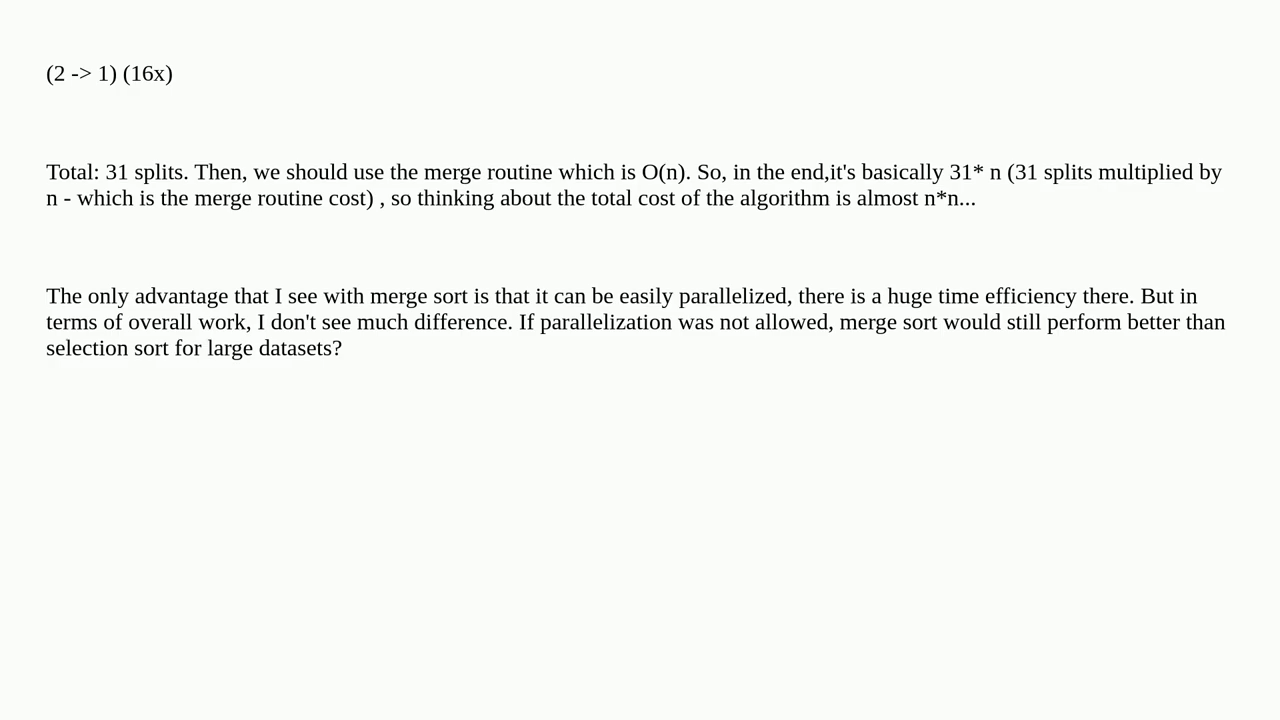 (2 -> 1) (16x)
Total: 31 splits. Then, we should use the merge routine which is O(n). So, in the end,it's basically 31* n (31 splits multiplied by
n - which is the merge routine cost) , so thinking about the total cost of the algorithm is almost n*n...
The only advantage that I see with merge sort is that it can be easily parallelized, there is a huge time efficiency there. But in
terms of overall work, I don't see much difference. If parallelization was not allowed, merge sort would still perform better than
selection sort for large datasets?